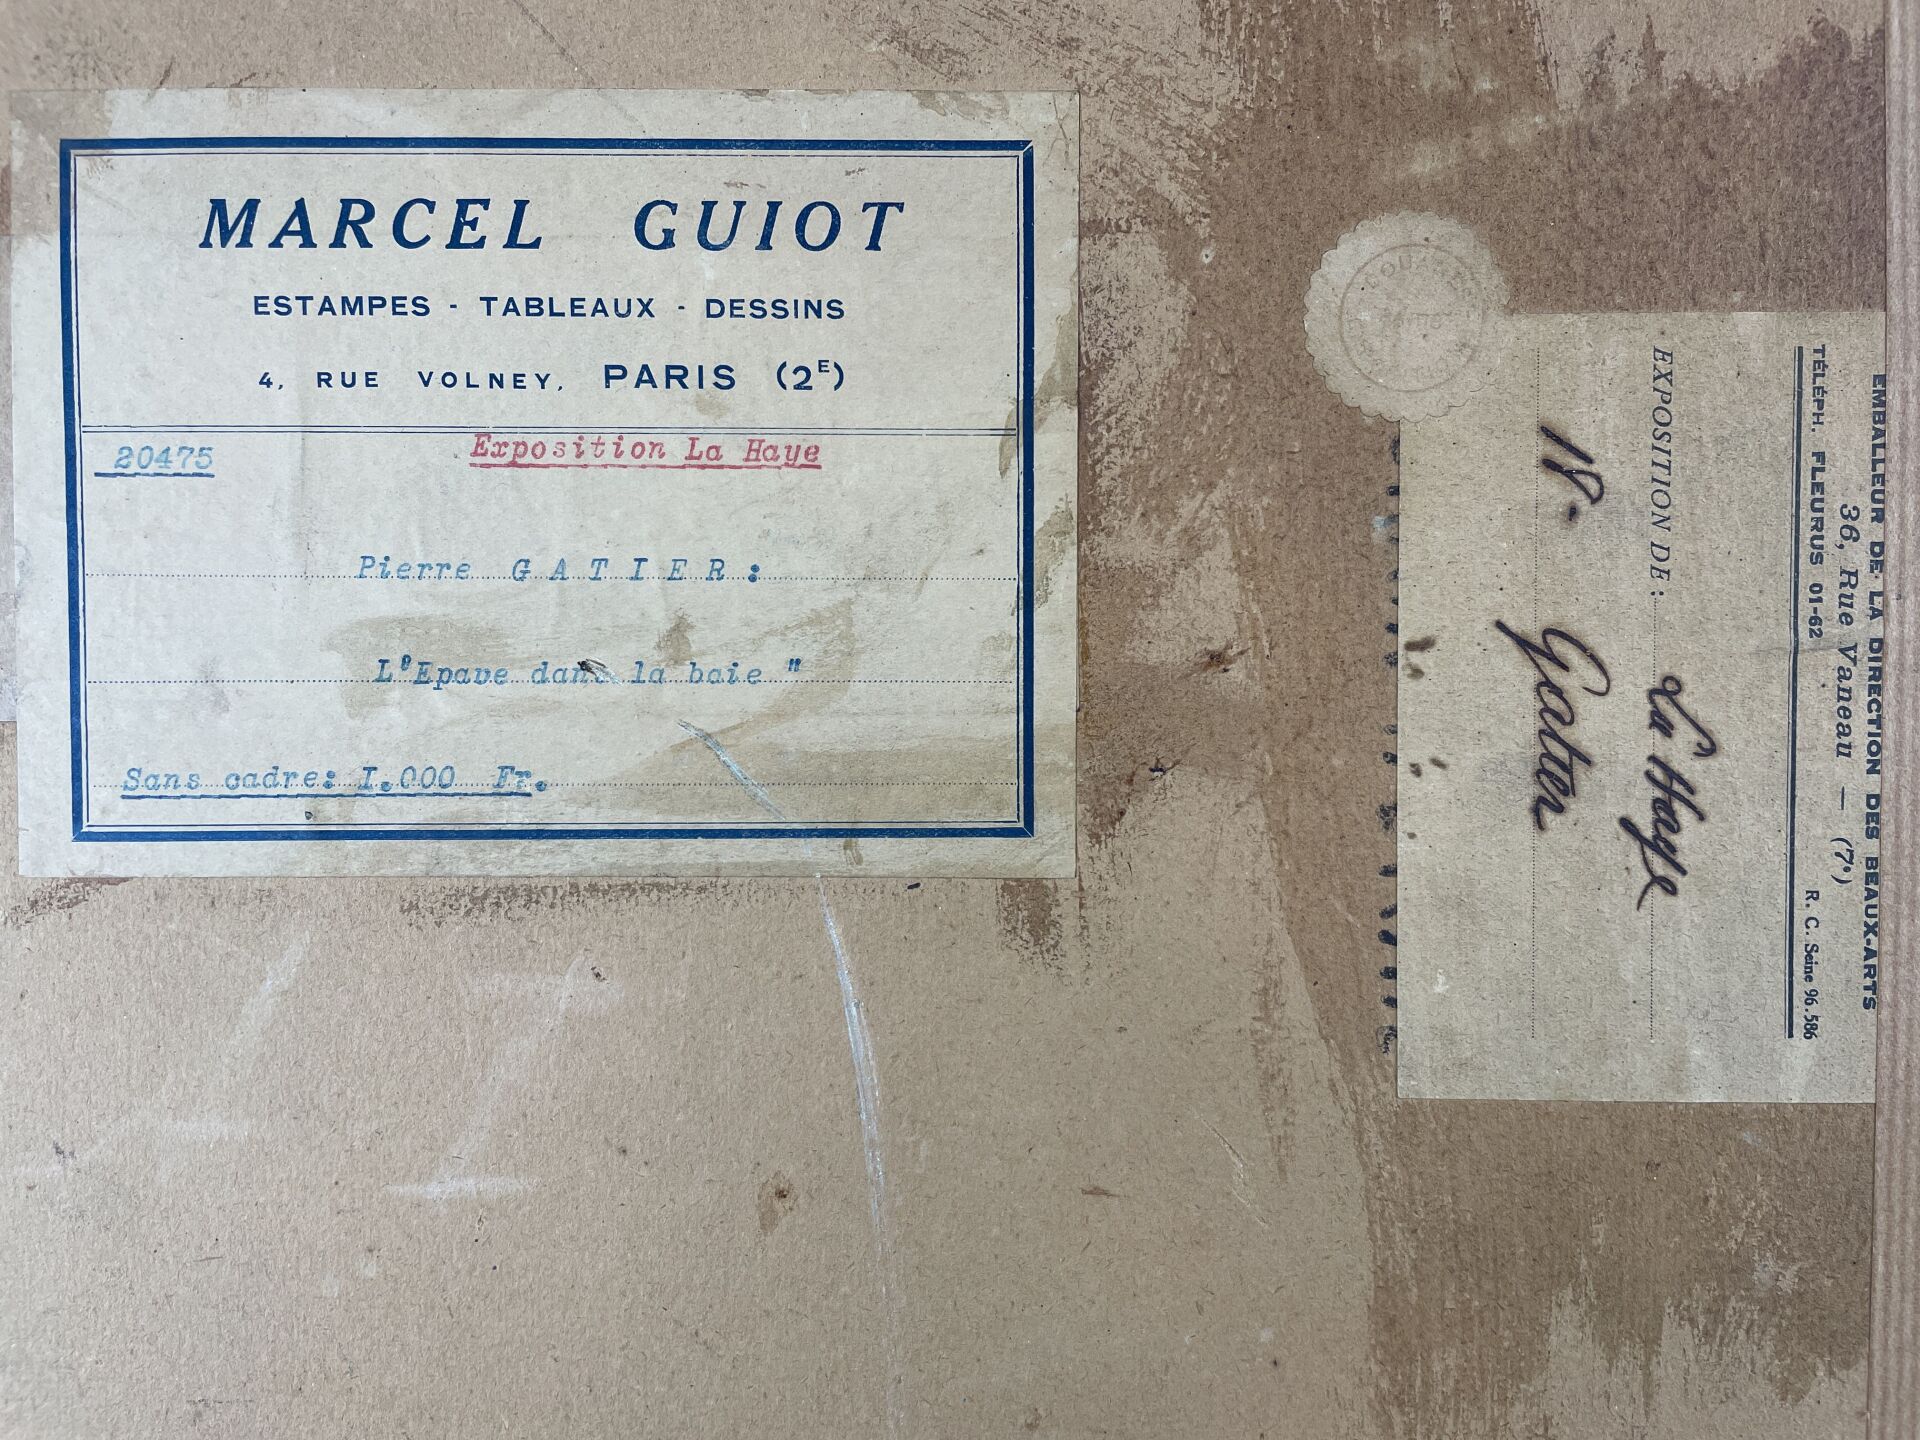 MARCEL GUIOT
ESTAMPES - TABLEAUX - DESSINS
4, RUE VOLNEY, PARIS (2E)
20475 Exposition La Haye
Pierre G A T I E R :
L'Epave dans la baie "
Sans cadre: I.000 Fr.
EMBALLEUR DE LA DIRECTION DES BEAUX-ARTS
36, Rue Vaneau — (7e)
TÉLÉPH. FLEURUS 01-62 R. C. Seine 96.586
EXPOSITION DE: La Haye
18. Gatier